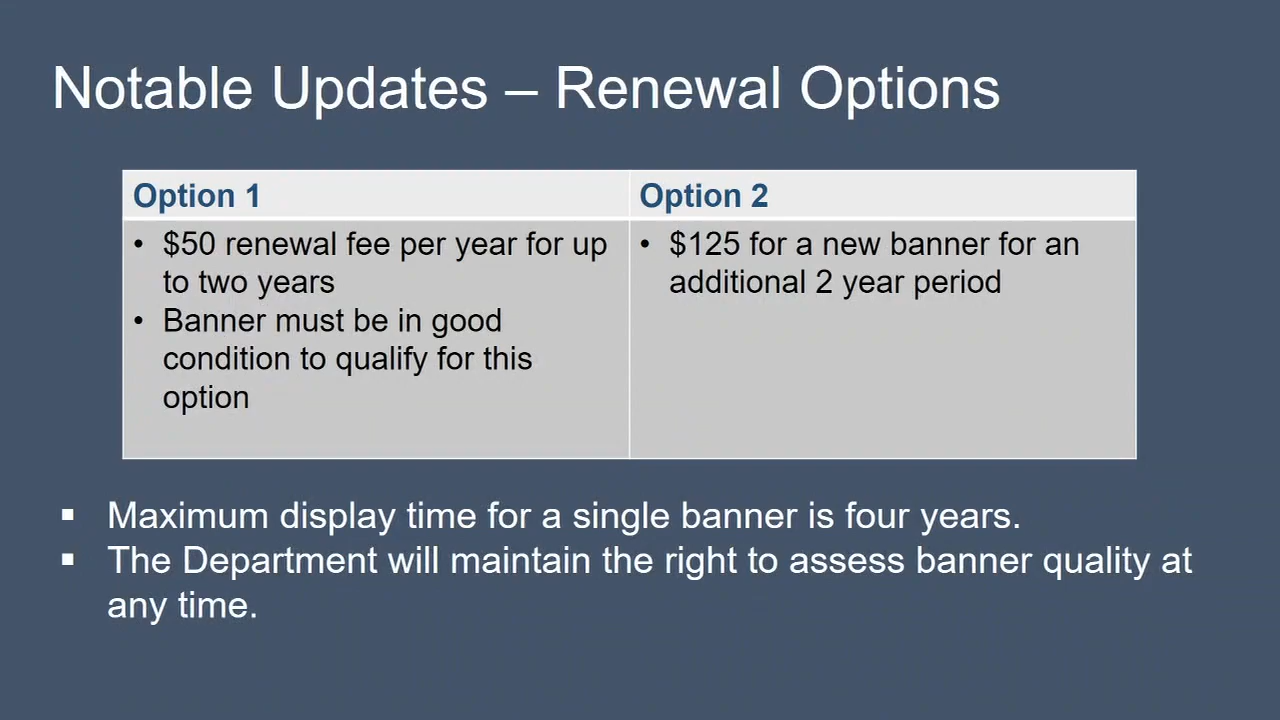 Notable Updates – Renewal Options
Option 1
• $50 renewal fee per year for up
to two years
• Banner must be in good
condition to qualify for this
option
Option 2
• $125 for a new banner for an
additional 2 year period
▪ Maximum display time for a single banner is four years.
▪ The Department will maintain the right to assess banner quality at
any time.